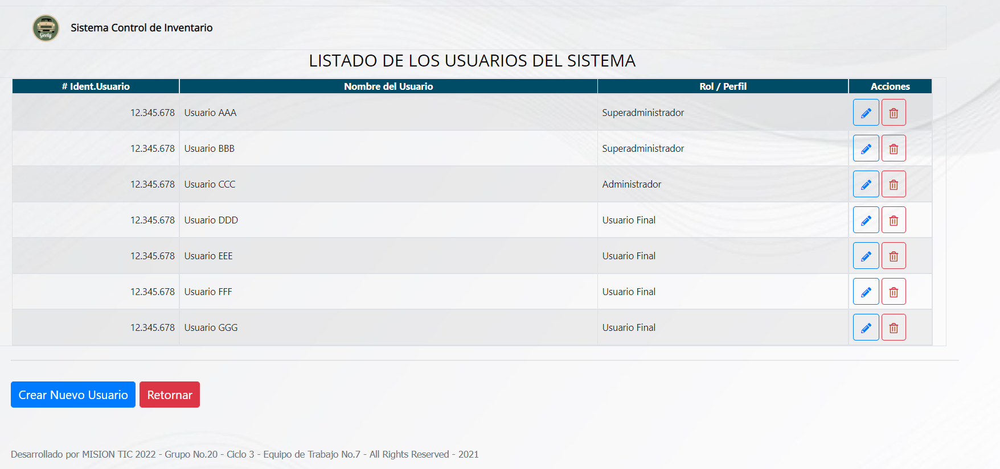 Geely
Sistema Control de Inventario
LISTADO DE LOS USUARIOS DEL SISTEMA
# Ident.Usuario Nombre del Usuario Rol / Perfil Acciones
12.345.678 Usuario AAA Superadministrador
12.345.678 Usuario BBB Superadministrador
12.345.678 Usuario CCC Administrador
12.345.678 Usuario DDD Usuario Final
12.345.678 Usuario EEE Usuario Final
12.345.678 Usuario FFF Usuario Final
12.345.678 Usuario GGG Usuario Final
Crear Nuevo Usuario Retornar
Desarrollado por MISION TIC 2022 - Grupo No.20 - Ciclo 3 - Equipo de Trabajo No.7 - All Rights Reserved - 2021